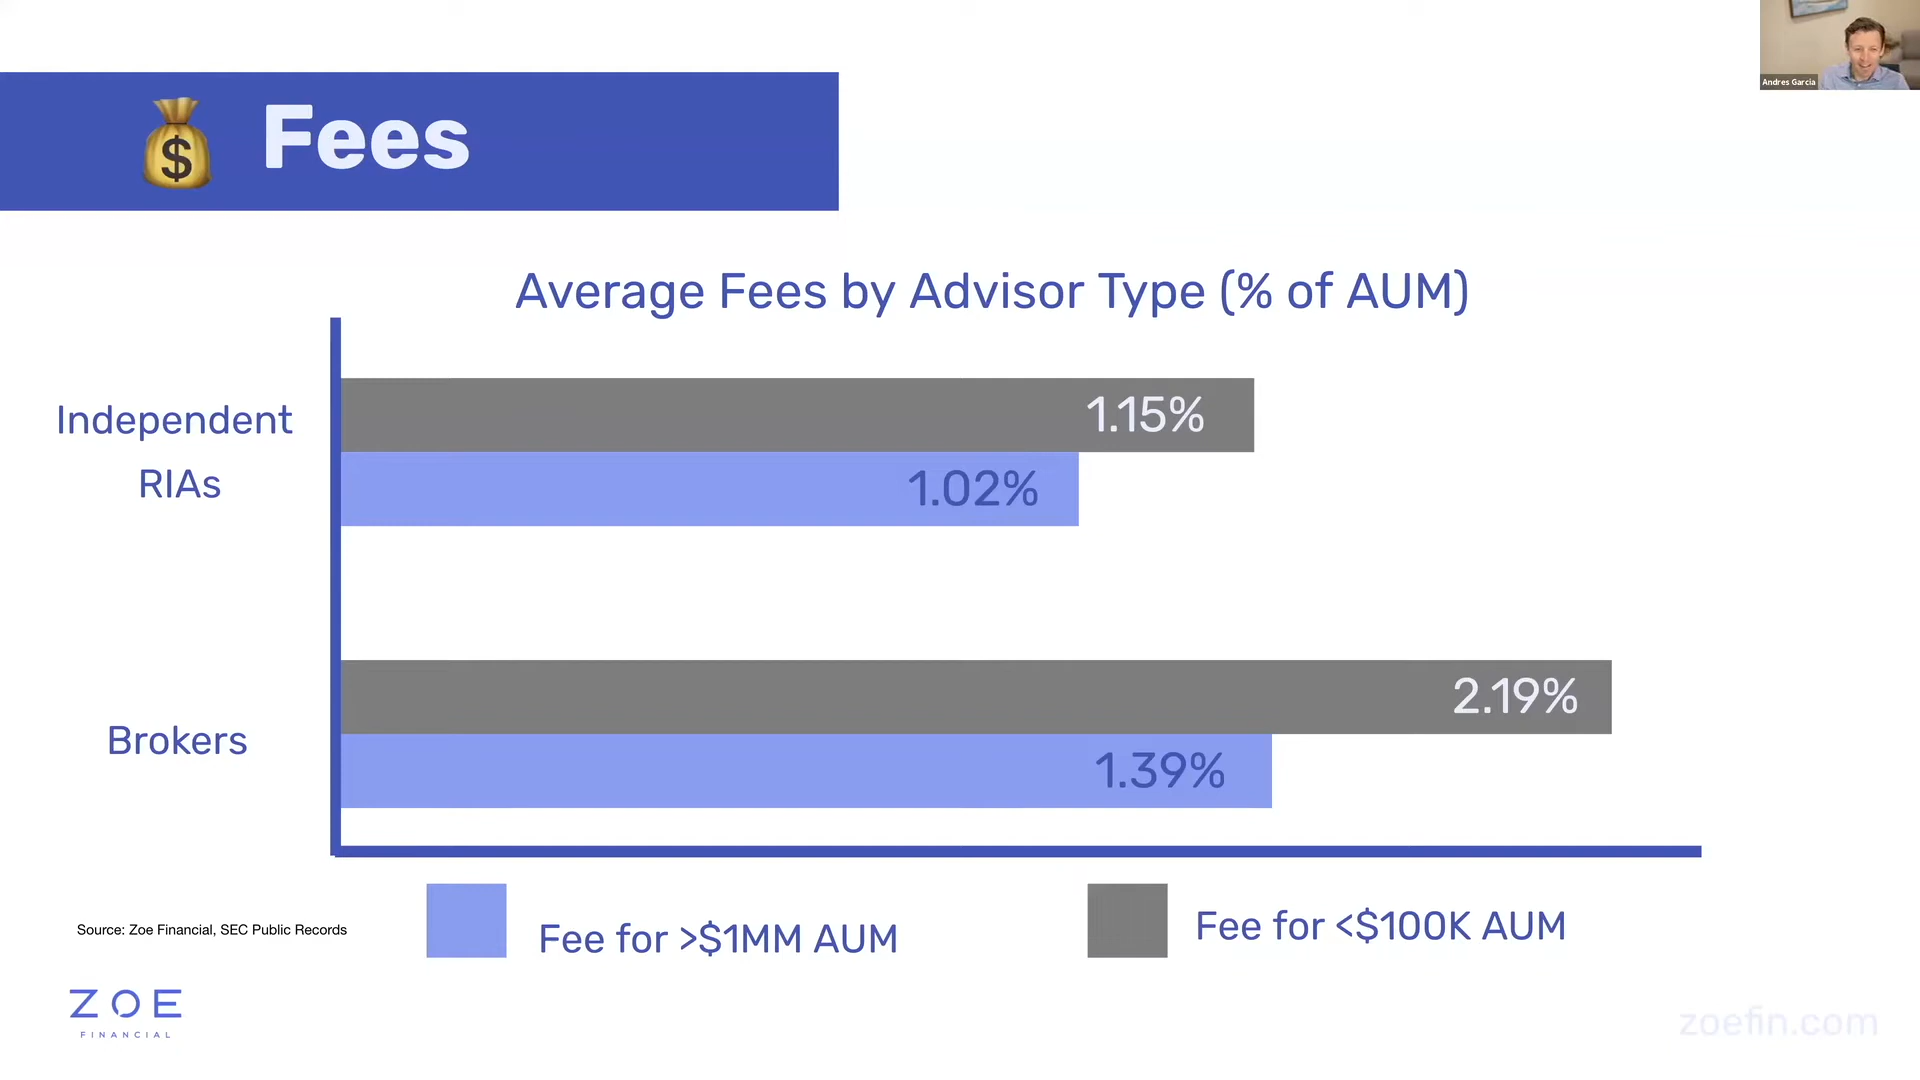 Andres Garcia
$ Fees
Average Fees by Advisor Type (% of AUM)
Independent
RIAs
1.15%
1.02%
Brokers
2.19%
1.39%
Source: Zoe Financial, SEC Public Records
Fee for >$1MM AUM
Fee for <$100K AUM
ZOE
FINANCIAL
zoefin.com